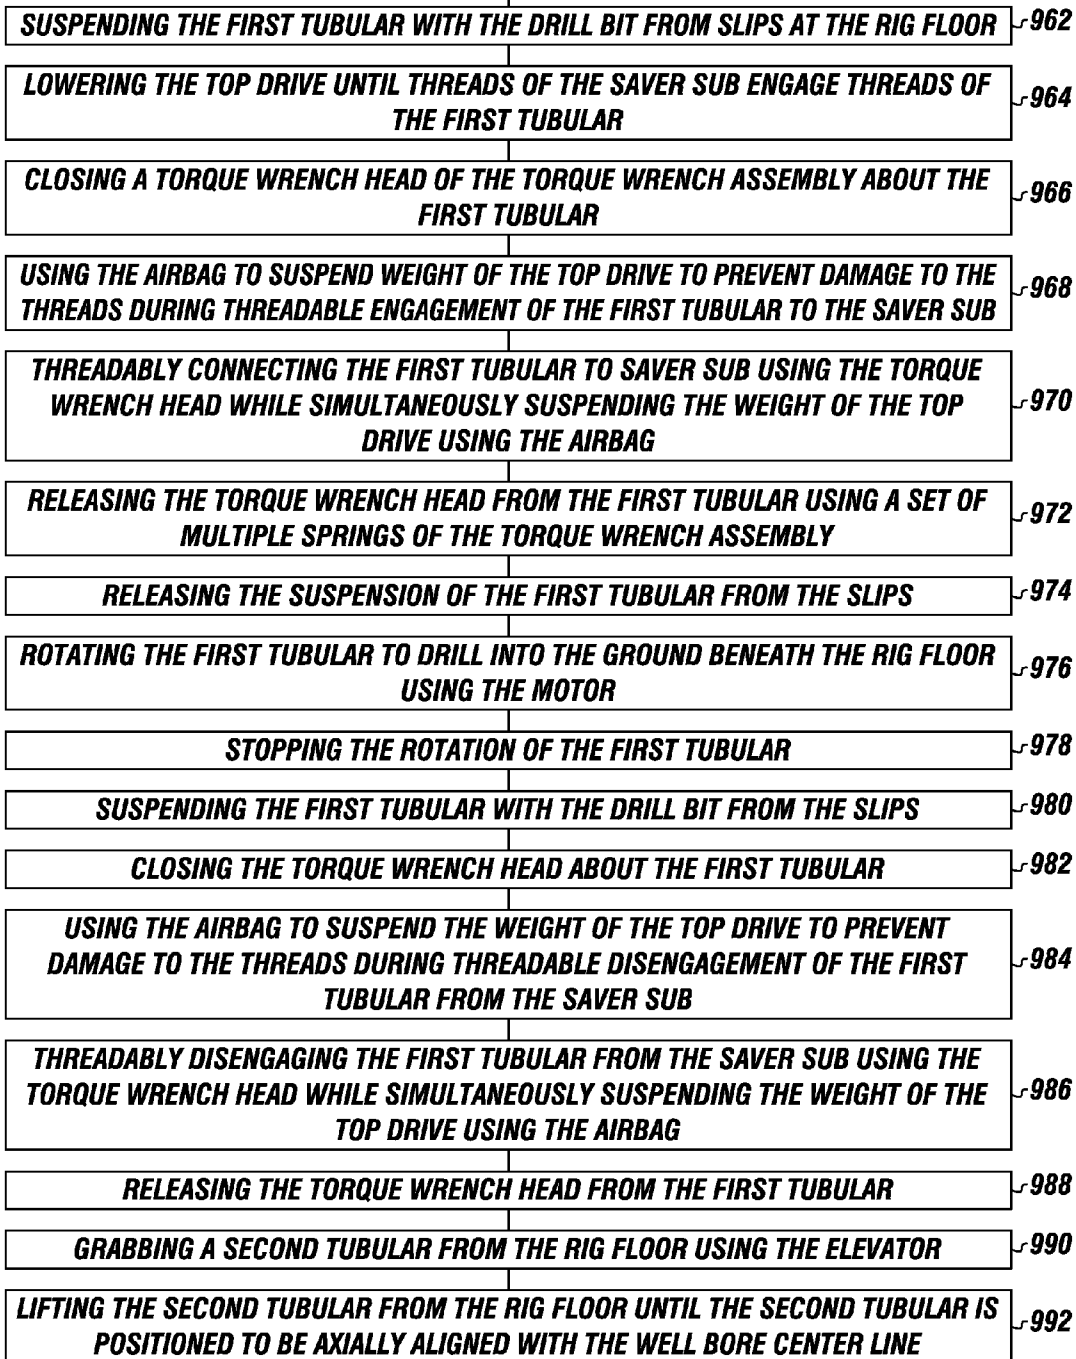 SUSPENDING THE FIRST TUBULAR WITH THE DRILL BIT FROM SLIPS AT THE RIG FLOOR 962
LOWERING THE TOP DRIVE UNTIL THREADS OF THE SAVER SUB ENGAGE THREADS OF
THE FIRST TUBULAR
964
CLOSING A TORQUE WRENCH HEAD OF THE TORQUE WRENCH ASSEMBLY ABOUT THE
FIRST TUBULAR
966
USING THE AIRBAG TO SUSPEND WEIGHT OF THE TOP DRIVE TO PREVENT DAMAGE TO THE
THREADS DURING THREADABLE ENGAGEMENT OF THE FIRST TUBULAR TO THE SAVER SUB
968
THREADABLY CONNECTING THE FIRST TUBULAR TO SAVER SUB USING THE TORQUE
WRENCH HEAD WHILE SIMULTANEOUSLY SUSPENDING THE WEIGHT OF THE TOP
DRIVE USING THE AIRBAG
970
RELEASING THE TORQUE WRENCH HEAD FROM THE FIRST TUBULAR USING A SET OF
MULTIPLE SPRINGS OF THE TORQUE WRENCH ASSEMBLY
972
RELEASING THE SUSPENSION OF THE FIRST TUBULAR FROM THE SLIPS 974
ROTATING THE FIRST TUBULAR TO DRILL INTO THE GROUND BENEATH THE RIG FLOOR
USING THE MOTOR
976
STOPPING THE ROTATION OF THE FIRST TUBULAR 978
SUSPENDING THE FIRST TUBULAR WITH THE DRILL BIT FROM THE SLIPS 980
CLOSING THE TORQUE WRENCH HEAD ABOUT THE FIRST TUBULAR 982
USING THE AIRBAG TO SUSPEND THE WEIGHT OF THE TOP DRIVE TO PREVENT
DAMAGE TO THE THREADS DURING THREADABLE DISENGAGEMENT OF THE FIRST
TUBULAR FROM THE SAVER SUB
984
THREADABLY DISENGAGING THE FIRST TUBULAR FROM THE SAVER SUB USING THE
TORQUE WRENCH HEAD WHILE SIMULTANEOUSLY SUSPENDING THE WEIGHT OF THE
TOP DRIVE USING THE AIRBAG
986
RELEASING THE TORQUE WRENCH HEAD FROM THE FIRST TUBULAR 988
GRABBING A SECOND TUBULAR FROM THE RIG FLOOR USING THE ELEVATOR 990
LIFTING THE SECOND TUBULAR FROM THE RIG FLOOR UNTIL THE SECOND TUBULAR IS
POSITIONED TO BE AXIALLY ALIGNED WITH THE WELL BORE CENTER LINE
992